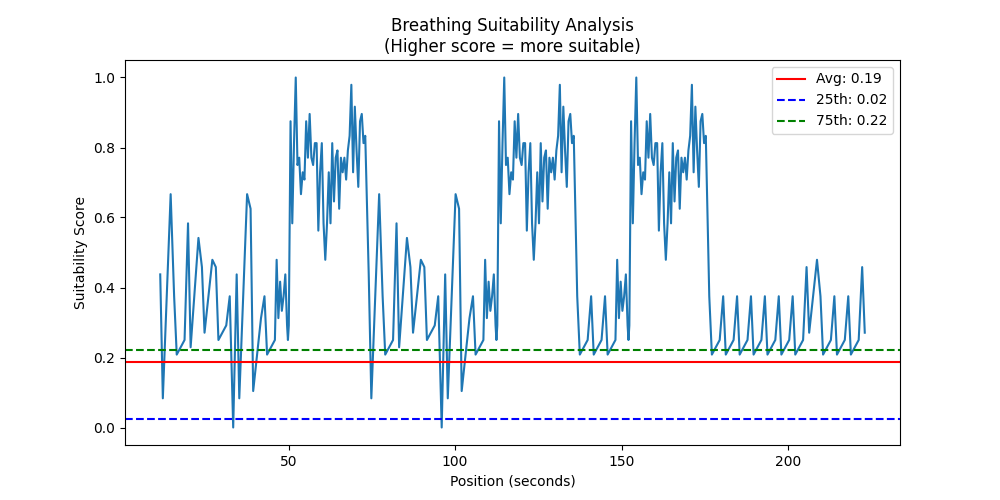 Breathing Suitability Analysis
(Higher score = more suitable)
Avg: 0.19
25th: 0.02
75th: 0.22
Suitability Score
1.0
0.8
0.6
0.4
0.2
0.0
50
100
150
200
Position (seconds)